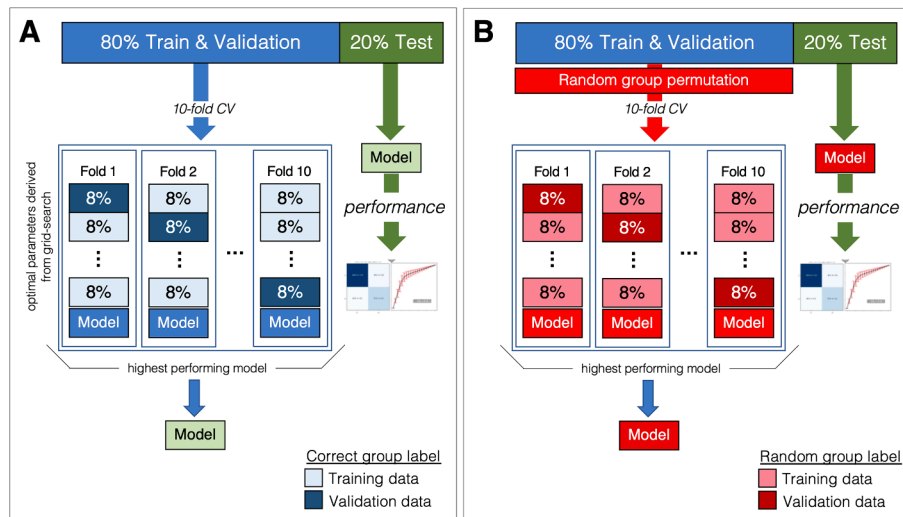 A
80% Train & Validation
20% Test
10-fold CV
optimal parameters derived
from grid-search
Fold 1
8%
8%
⋮
8%
Model
Fold 2
8%
8%
⋮
8%
Model
...
Fold 10
8%
8%
⋮
8%
Model
Model
performance
highest performing model
Model
Correct group label
Training data
Validation data
B
80% Train & Validation
20% Test
Random group permutation
10-fold CV
Fold 1
8%
8%
⋮
8%
Model
Fold 2
8%
8%
⋮
8%
Model
...
Fold 10
8%
8%
⋮
8%
Model
Model
performance
highest performing model
Model
Random group label
Training data
Validation data